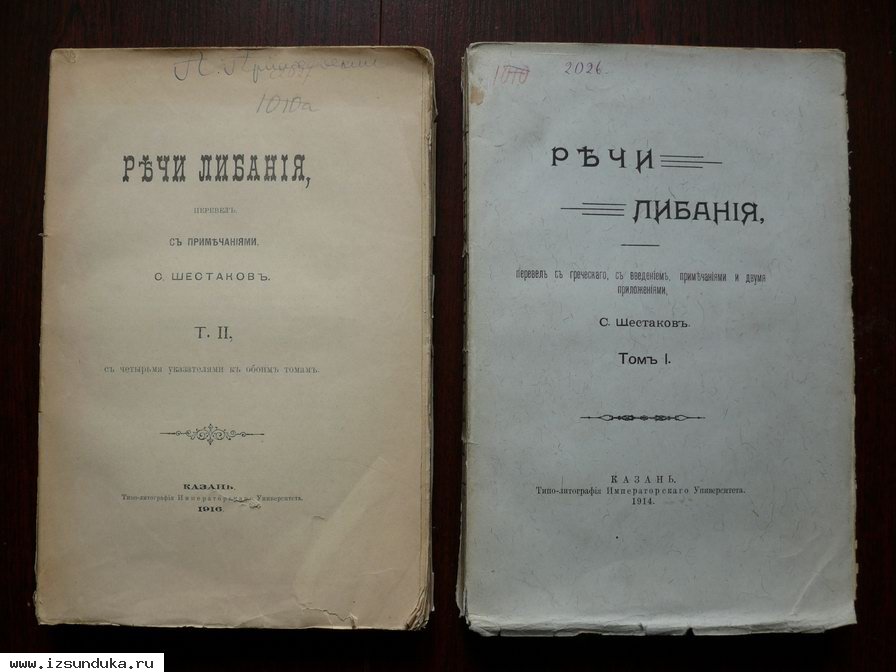 1010а
РѢЧИ ЛИБАНІЯ,
ПЕРЕВЕЛЪ
СЪ ПРИМѢЧАНІЯМИ.
С. ШЕСТАКОВЪ.
Т. II,
съ четырьмя указателями къ обоимъ томамъ.
КАЗАНЬ.
Типо-литографія Императорскаго Университета.
1916
1010
2026
РѢЧИ
ЛИБАНІЯ,
перевелъ съ греческаго, съ введеніемъ, примѣчаніями и двумя
приложеніями,
С. Шестаковъ.
Томъ I.
КАЗАНЬ.
Типо-литографія Императорскаго Университета.
1914.
www.izsunduka.ru